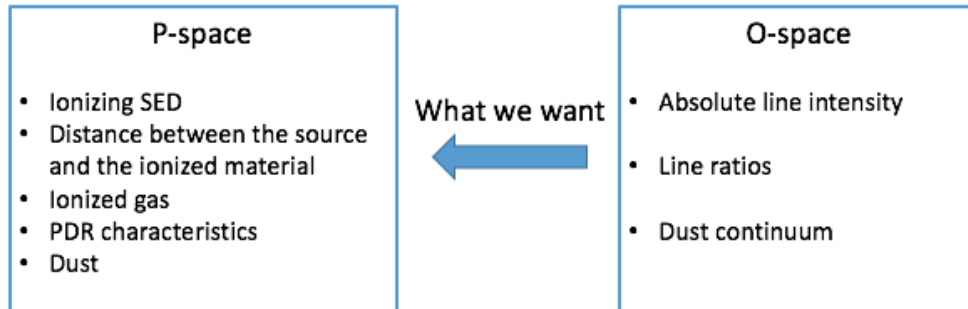 P-space
• Ionizing SED
• Distance between the source
and the ionized material
• Ionized gas
• PDR characteristics
• Dust
What we want
O-space
• Absolute line intensity
• Line ratios
• Dust continuum